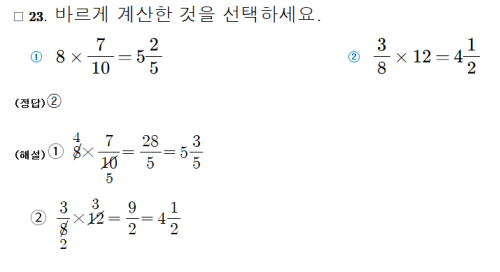 □ 23. 바르게 계산한 것을 선택하세요.
① 8 × 7/10 = 5 2/5 ② 3/8 × 12 = 4 1/2
(정답) ②
(해설) ① 4 8 × 7/10 5 = 28/5 = 5 3/5
② 3/8 2 × 3 12 = 9/2 = 4 1/2